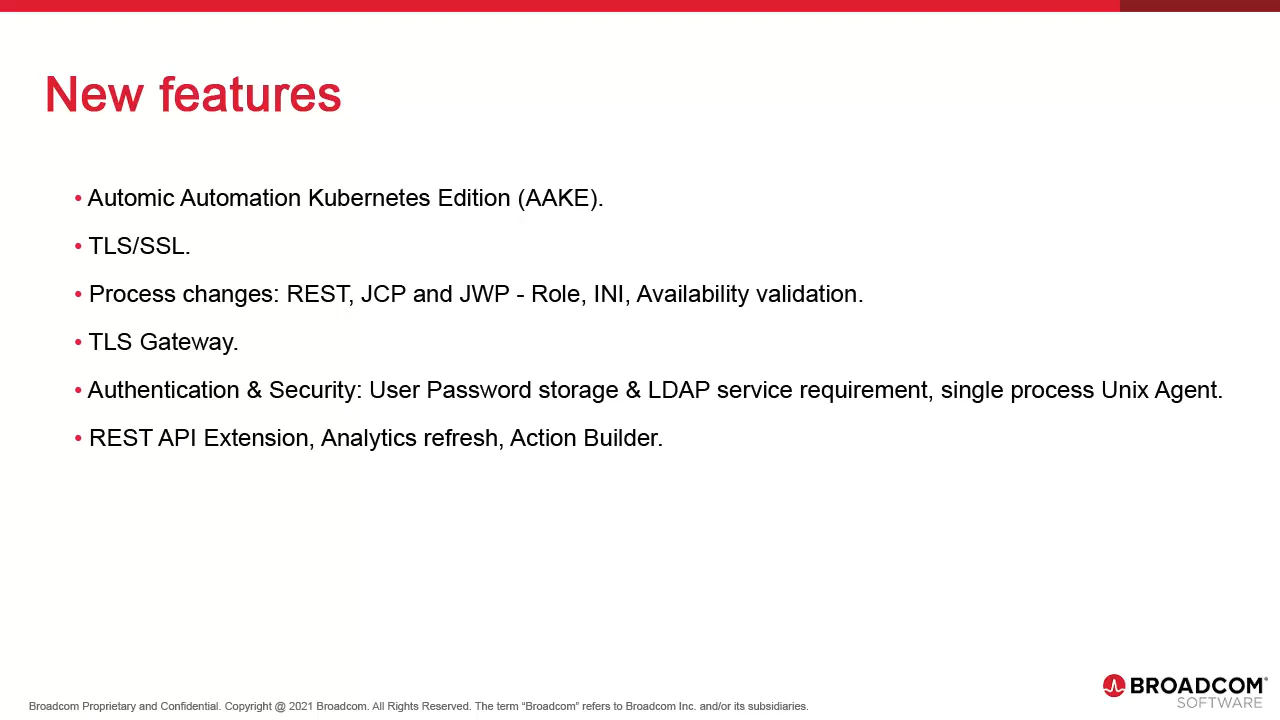 New features
• Automic Automation Kubernetes Edition (AAKE).
• TLS/SSL.
• Process changes: REST, JCP and JWP - Role, INI, Availability validation.
• TLS Gateway.
• Authentication & Security: User Password storage & LDAP service requirement, single process Unix Agent.
• REST API Extension, Analytics refresh, Action Builder.
Broadcom Proprietary and Confidential. Copyright @ 2021 Broadcom. All Rights Reserved. The term “Broadcom” refers to Broadcom Inc. and/or its subsidiaries.
BROADCOM®
SOFTWARE